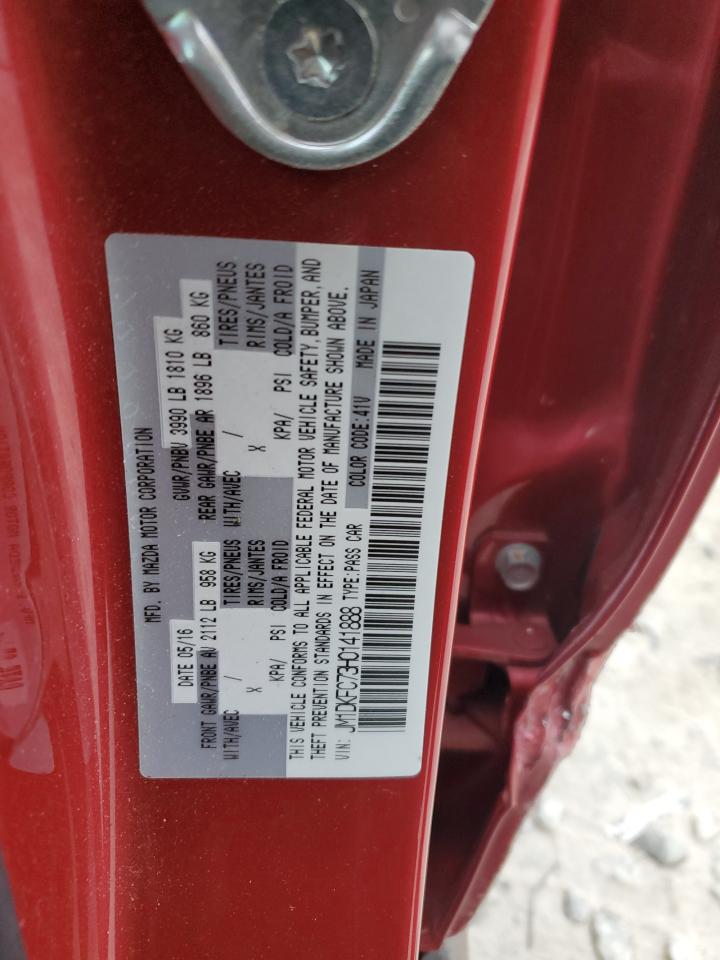 MFD. BY MAZDA MOTOR CORPORATION
DATE 05/16 GVWR/PNBV 3990 LB 1810 KG
FRONT GAWR/PNBE AV 2112 LB 958 KG REAR GAWR/PNBE AR 1896 LB 860 KG
WITH/AVEC / TIRES/PNEUS WITH/AVEC / TIRES/PNEUS
X RIMS/JANTES X RIMS/JANTES
KPA/ PSI COLD/A FROID KPA/ PSI COLD/A FROID
THIS VEHICLE CONFORMS TO ALL APPLICABLE FEDERAL MOTOR VEHICLE SAFETY, BUMPER, AND
THEFT PREVENTION STANDARDS IN EFFECT ON THE DATE OF MANUFACTURE SHOWN ABOVE.
VIN: JM1DKFC73H0141888 TYPE:PASS CAR COLOR CODE:41V MADE IN JAPAN